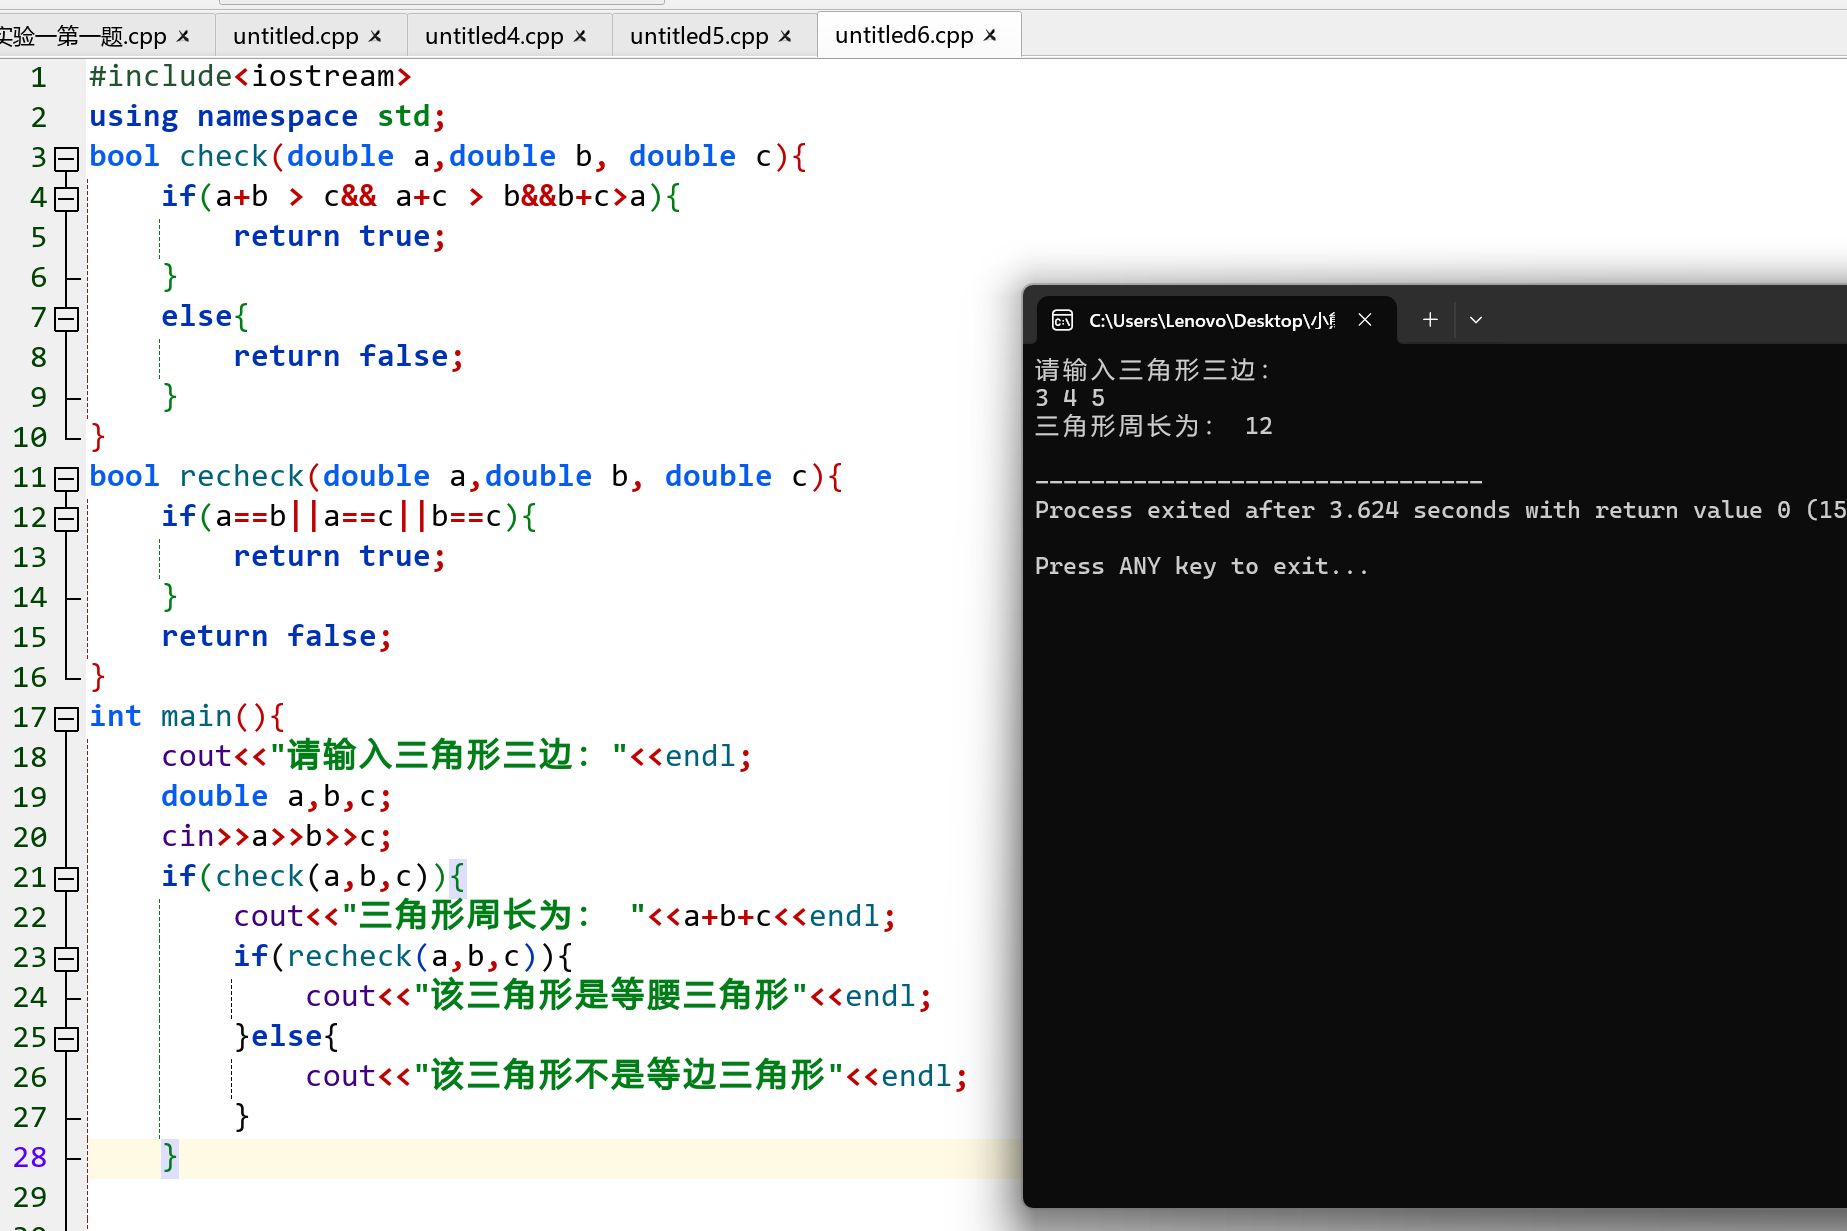 实验一第一题.cpp untitled.cpp untitled4.cpp untitled5.cpp untitled6.cpp
1 #include<iostream>
2 using namespace std;
3 bool check(double a,double b, double c){
4 if(a+b > c&& a+c > b&&b+c>a){
5 return true;
6 }
7 else{
8 return false;
9 }
10 }
11 bool recheck(double a,double b, double c){
12 if(a==b||a==c||b==c){
13 return true;
14 }
15 return false;
16 }
17 int main(){
18 cout<<"请输入三角形三边："<<endl;
19 double a,b,c;
20 cin>>a>>b>>c;
21 if(check(a,b,c)){
22 cout<<"三角形周长为： "<<a+b+c<<endl;
23 if(recheck(a,b,c)){
24 cout<<"该三角形是等腰三角形"<<endl;
25 }else{
26 cout<<"该三角形不是等边三角形"<<endl;
27 }
28 }
29
C:\Users\Lenovo\Desktop\小
请输入三角形三边：
3 4 5
三角形周长为： 12
--------------------------------
Process exited after 3.624 seconds with return value 0 (15
Press ANY key to exit...